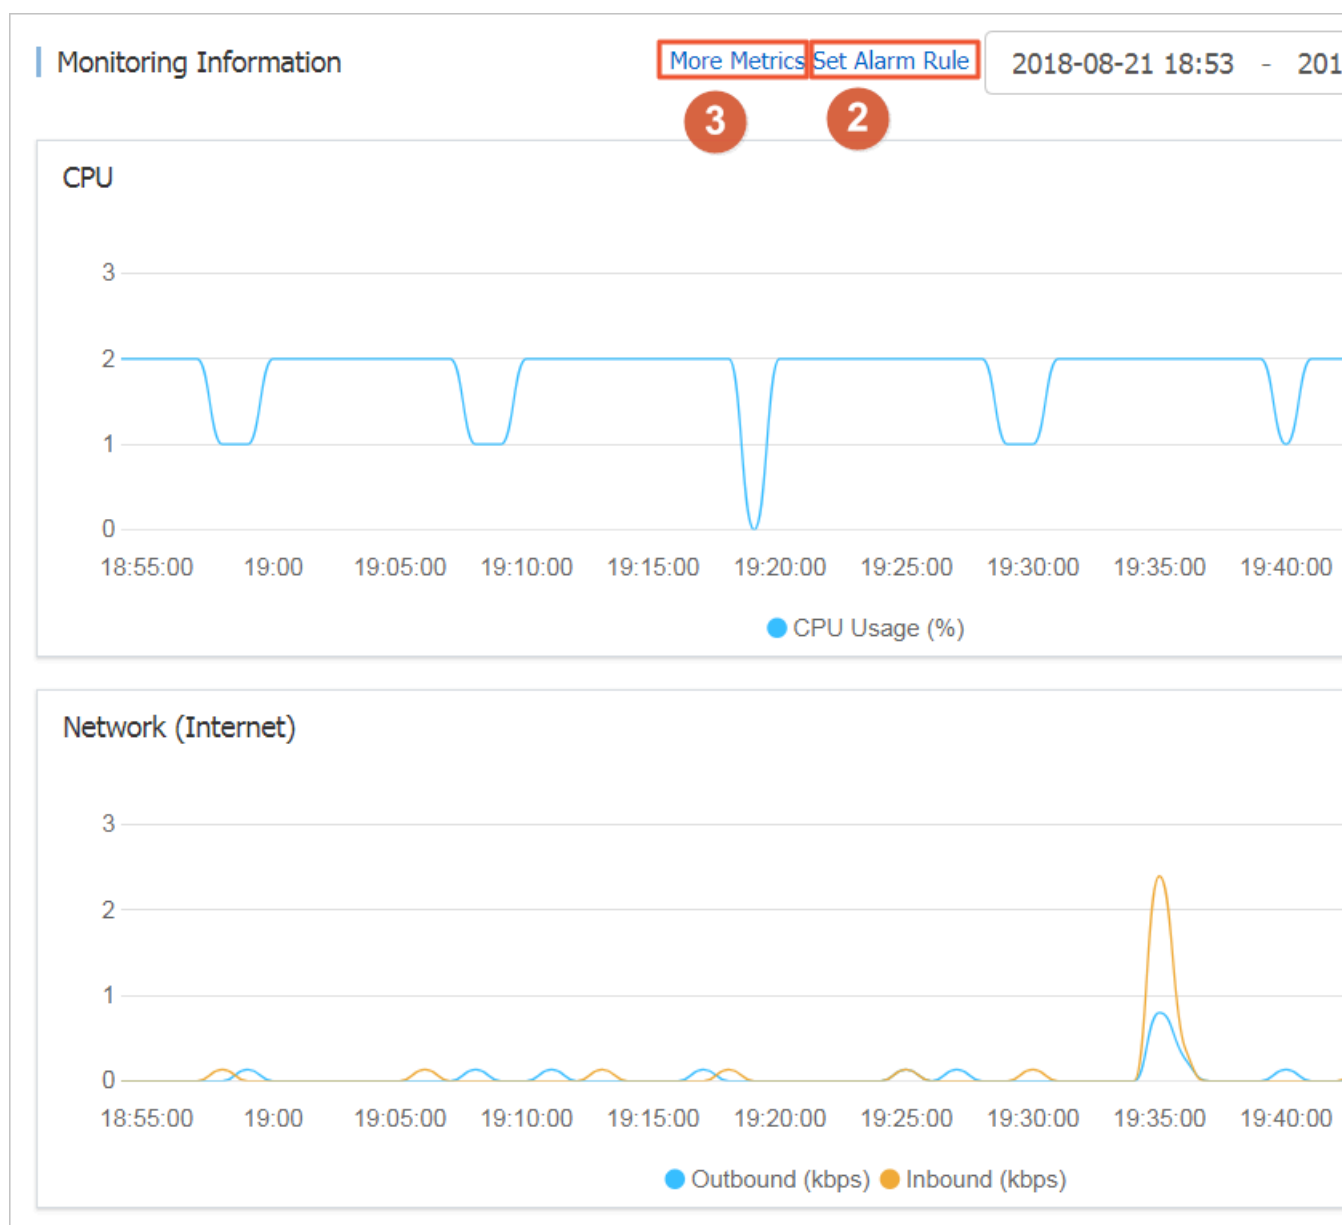 Monitoring Information More Metrics Set Alarm Rule 2018-08-21 18:53 - 201
3 2
CPU
3
2
1
0
18:55:00 19:00 19:05:00 19:10:00 19:15:00 19:20:00 19:25:00 19:30:00 19:35:00 19:40:00
CPU Usage (%)
Network (Internet)
3
2
1
0
18:55:00 19:00 19:05:00 19:10:00 19:15:00 19:20:00 19:25:00 19:30:00 19:35:00 19:40:00
Outbound (kbps) Inbound (kbps)